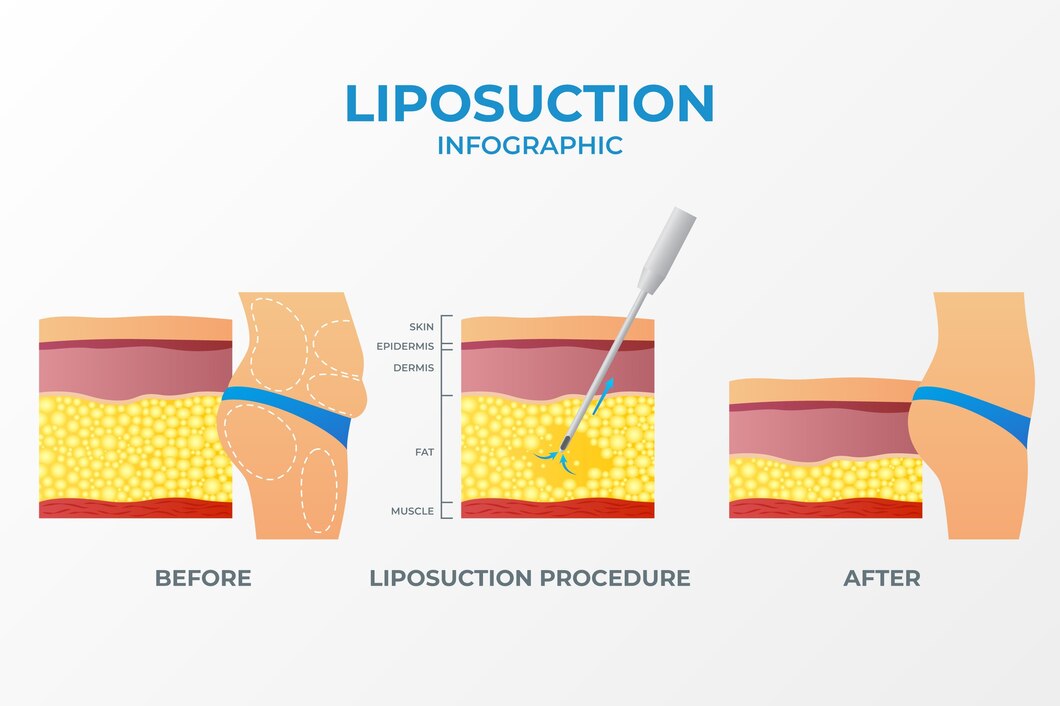 LIPOSUCTION
INFOGRAPHIC
SKIN
EPIDERMIS
DERMIS
FAT
MUSCLE
BEFORE
LIPOSUCTION PROCEDURE
AFTER